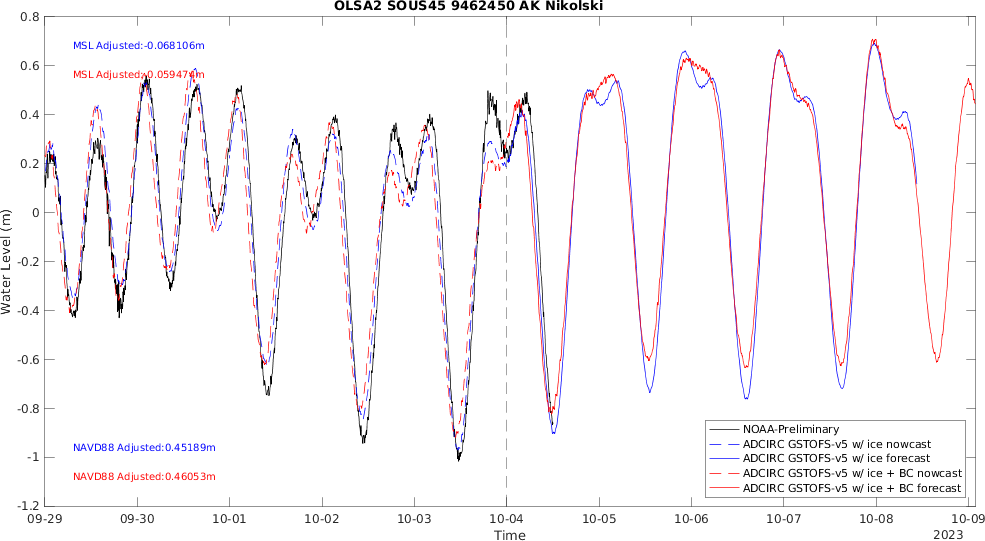 OLSA2 SOUS45 9462450 AK Nikolski
MSL Adjusted:-0.068106m
MSL Adjusted:-0.059474m
NAVD88 Adjusted:0.45189m
NAVD88 Adjusted:0.46053m
Water Level (m)
0.8
0.6
0.4
0.2
0
-0.2
-0.4
-0.6
-0.8
-1
-1.2
NOAA-Preliminary
ADCIRC GSTOFS-v5 w/ ice nowcast
ADCIRC GSTOFS-v5 w/ ice forecast
ADCIRC GSTOFS-v5 w/ ice + BC nowcast
ADCIRC GSTOFS-v5 w/ ice + BC forecast
09-29 09-30 10-01 10-02 10-03 10-04 10-05 10-06 10-07 10-08 10-09
Time
2023